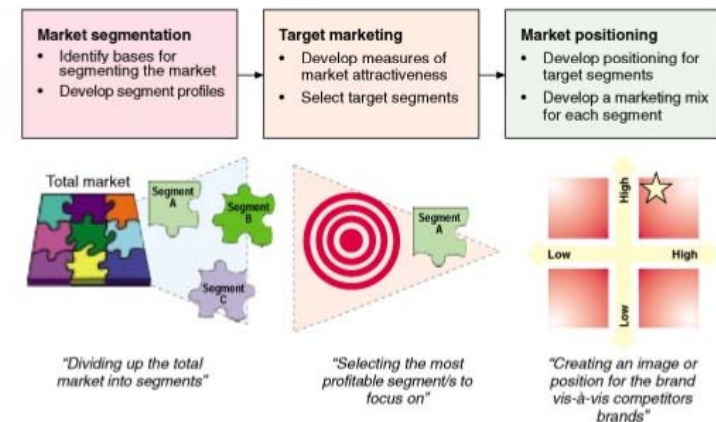 Market segmentation
• Identify bases for
segmenting the market
• Develop segment profiles
Target marketing
• Develop measures of
market attractiveness
• Select target segments
Market positioning
• Develop positioning for
target segments
• Develop a marketing mix
for each segment
Total market
Segment
A
Segment
B
Segment
C
Segment
A
High
Low
High
Low
“Dividing up the total
market into segments”
“Selecting the most
profitable segment/s to
focus on”
“Creating an image or
position for the brand
vis-à-vis competitors
brands”